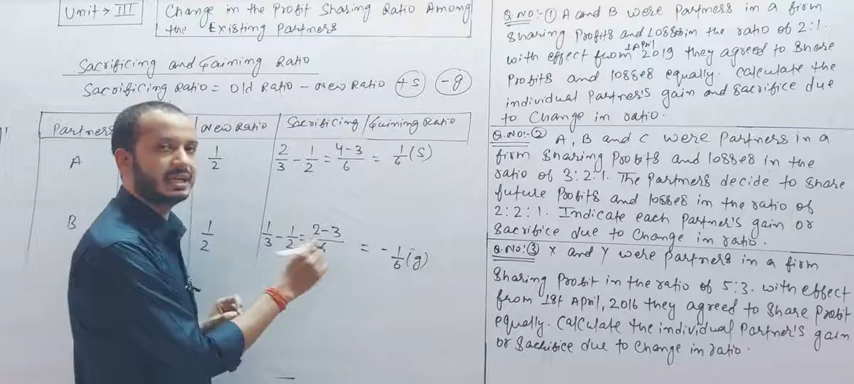 Unit → III
Change in the Profit Sharing Ratio Among
the Existing Partners
Sacrificing and Gaining Ratio
Sacrificing Ratio = Old Ratio - New Ratio +S -g
Partners New Ratio Sacrificing / Gaining Ratio
A 1/2 2/3 - 1/2 = 4-3/6 = 1/6 (S)
B 1/2 1/3 - 1/2 = 2-3/6 = - 1/6 (g)
Q.No:-① A and B were Partners in a firm
Sharing Profits and Losses in the ratio of 2:1.
with effect from 1 April 2019 they agreed to share
Profits and losses equally. Calculate the
individual Partner's gain and Sacrifice due
to Change in ratio.
Q.No:-② A, B and C were Partners in a
firm Sharing Profits and losses in the
ratio of 3:2:1. The Partners decide to Share
future Profits and losses in the ratio of
2:2:1. Indicate each Partner's gain or
Sacrifice due to Change in ratio.
Q.No:③ X and Y were Partners in a firm
Sharing Profit in the ratio of 5:3. with effect
from 1st April, 2016 they agreed to Share Profit
equally. Calculate the individual Partner's gain
or Sacrifice due to Change in ratio.